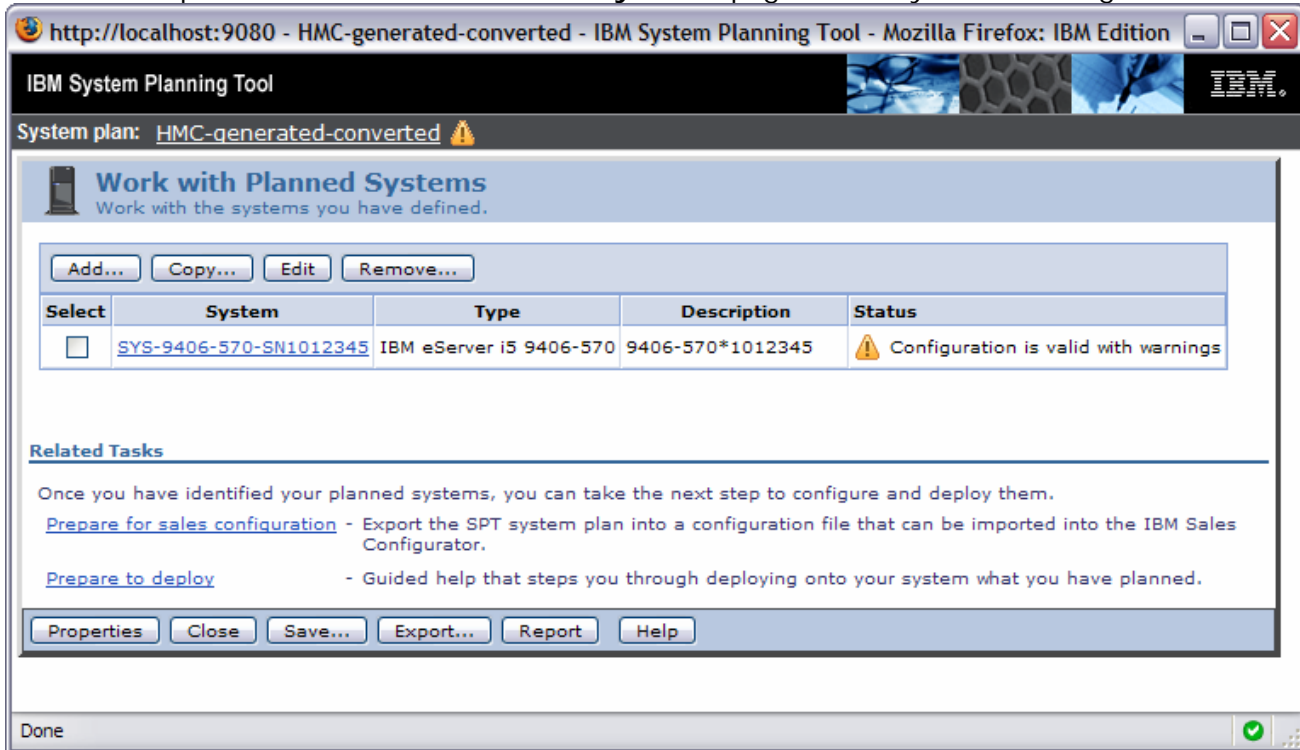 http://localhost:9080 - HMC-generated-converted - IBM System Planning Tool - Mozilla Firefox: IBM Edition
IBM System Planning Tool IBM.
System plan: HMC-generated-converted
Work with Planned Systems
Work with the systems you have defined.
Add... Copy... Edit Remove...
Select System Type Description Status
SYS-9406-570-SN1012345 IBM eServer i5 9406-570 9406-570*1012345 Configuration is valid with warnings
Related Tasks
Once you have identified your planned systems, you can take the next step to configure and deploy them.
Prepare for sales configuration - Export the SPT system plan into a configuration file that can be imported into the IBM Sales
Configurator.
Prepare to deploy - Guided help that steps you through deploying onto your system what you have planned.
Properties Close Save... Export... Report Help
Done